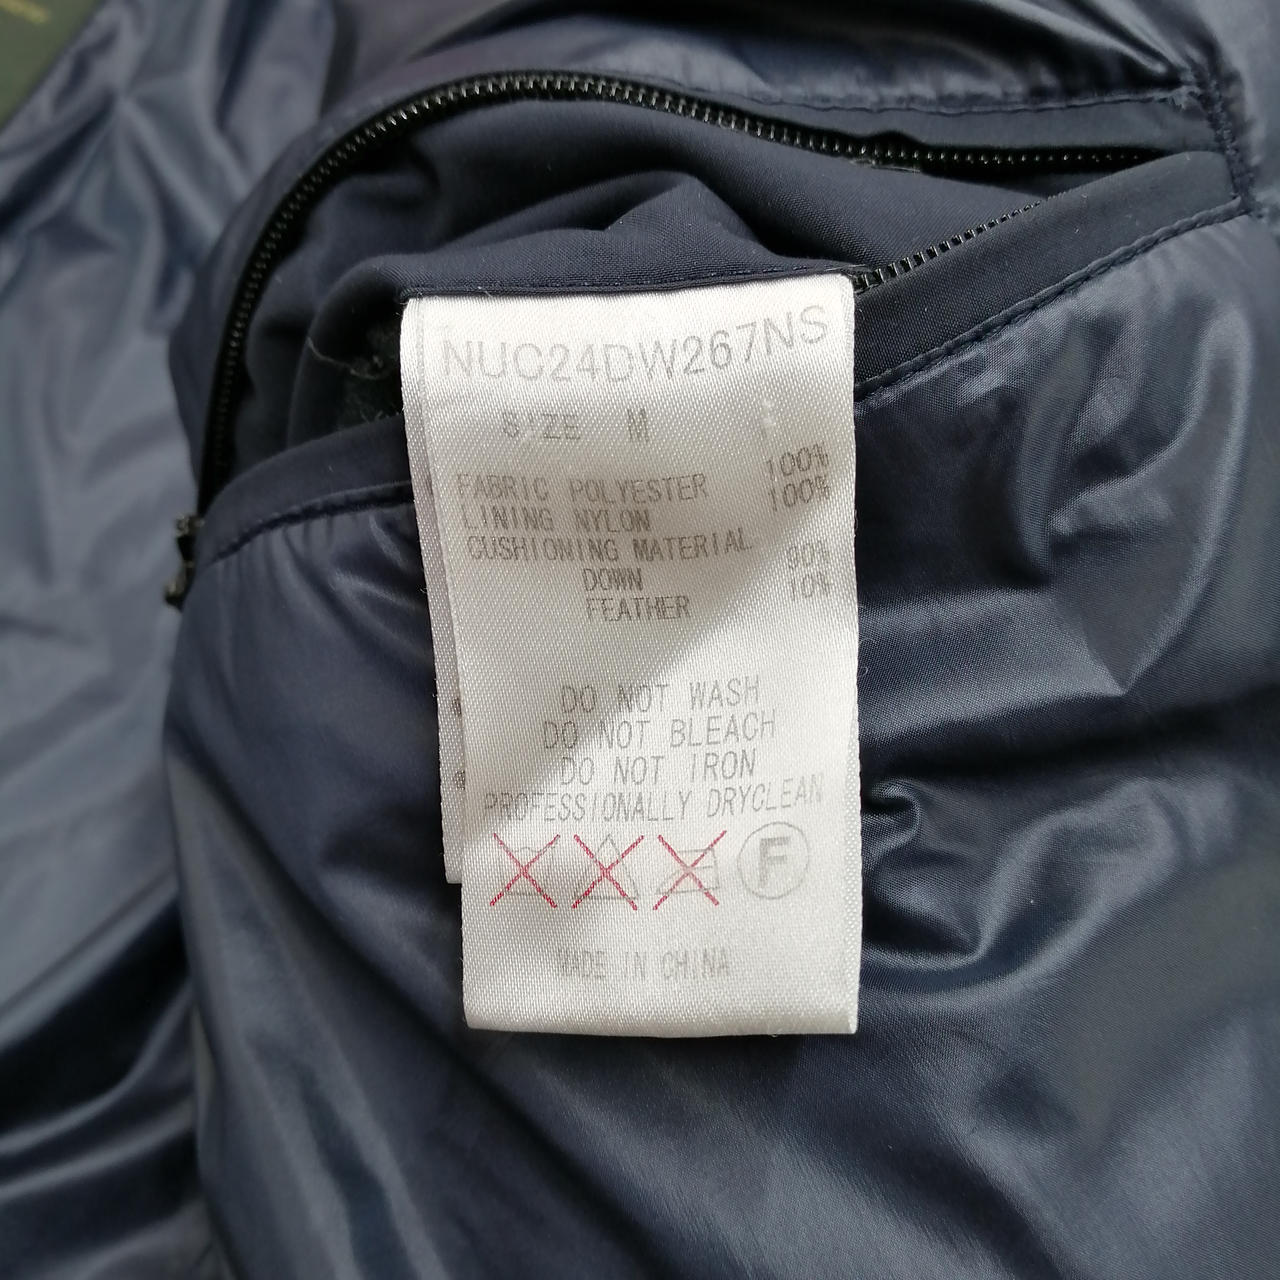 NUC24DW267NS
SIZE M
FABRIC POLYESTER 100%
LINING NYLON 100%
CUSHIONING MATERIAL
DOWN 90%
FEATHER 10%
DO NOT WASH
DO NOT BLEACH
DO NOT IRON
PROFESSIONALLY DRYCLEAN
F
MADE IN CHINA